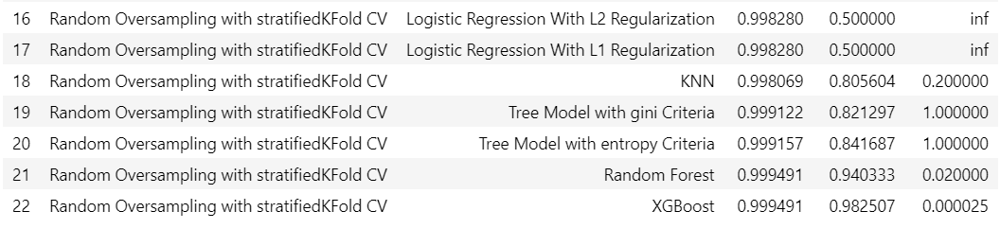 16 Random Oversampling with stratifiedKFold CV Logistic Regression With L2 Regularization 0.998280 0.500000 inf
17 Random Oversampling with stratifiedKFold CV Logistic Regression With L1 Regularization 0.998280 0.500000 inf
18 Random Oversampling with stratifiedKFold CV KNN 0.998069 0.805604 0.200000
19 Random Oversampling with stratifiedKFold CV Tree Model with gini Criteria 0.999122 0.821297 1.000000
20 Random Oversampling with stratifiedKFold CV Tree Model with entropy Criteria 0.999157 0.841687 1.000000
21 Random Oversampling with stratifiedKFold CV Random Forest 0.999491 0.940333 0.020000
22 Random Oversampling with stratifiedKFold CV XGBoost 0.999491 0.982507 0.000025